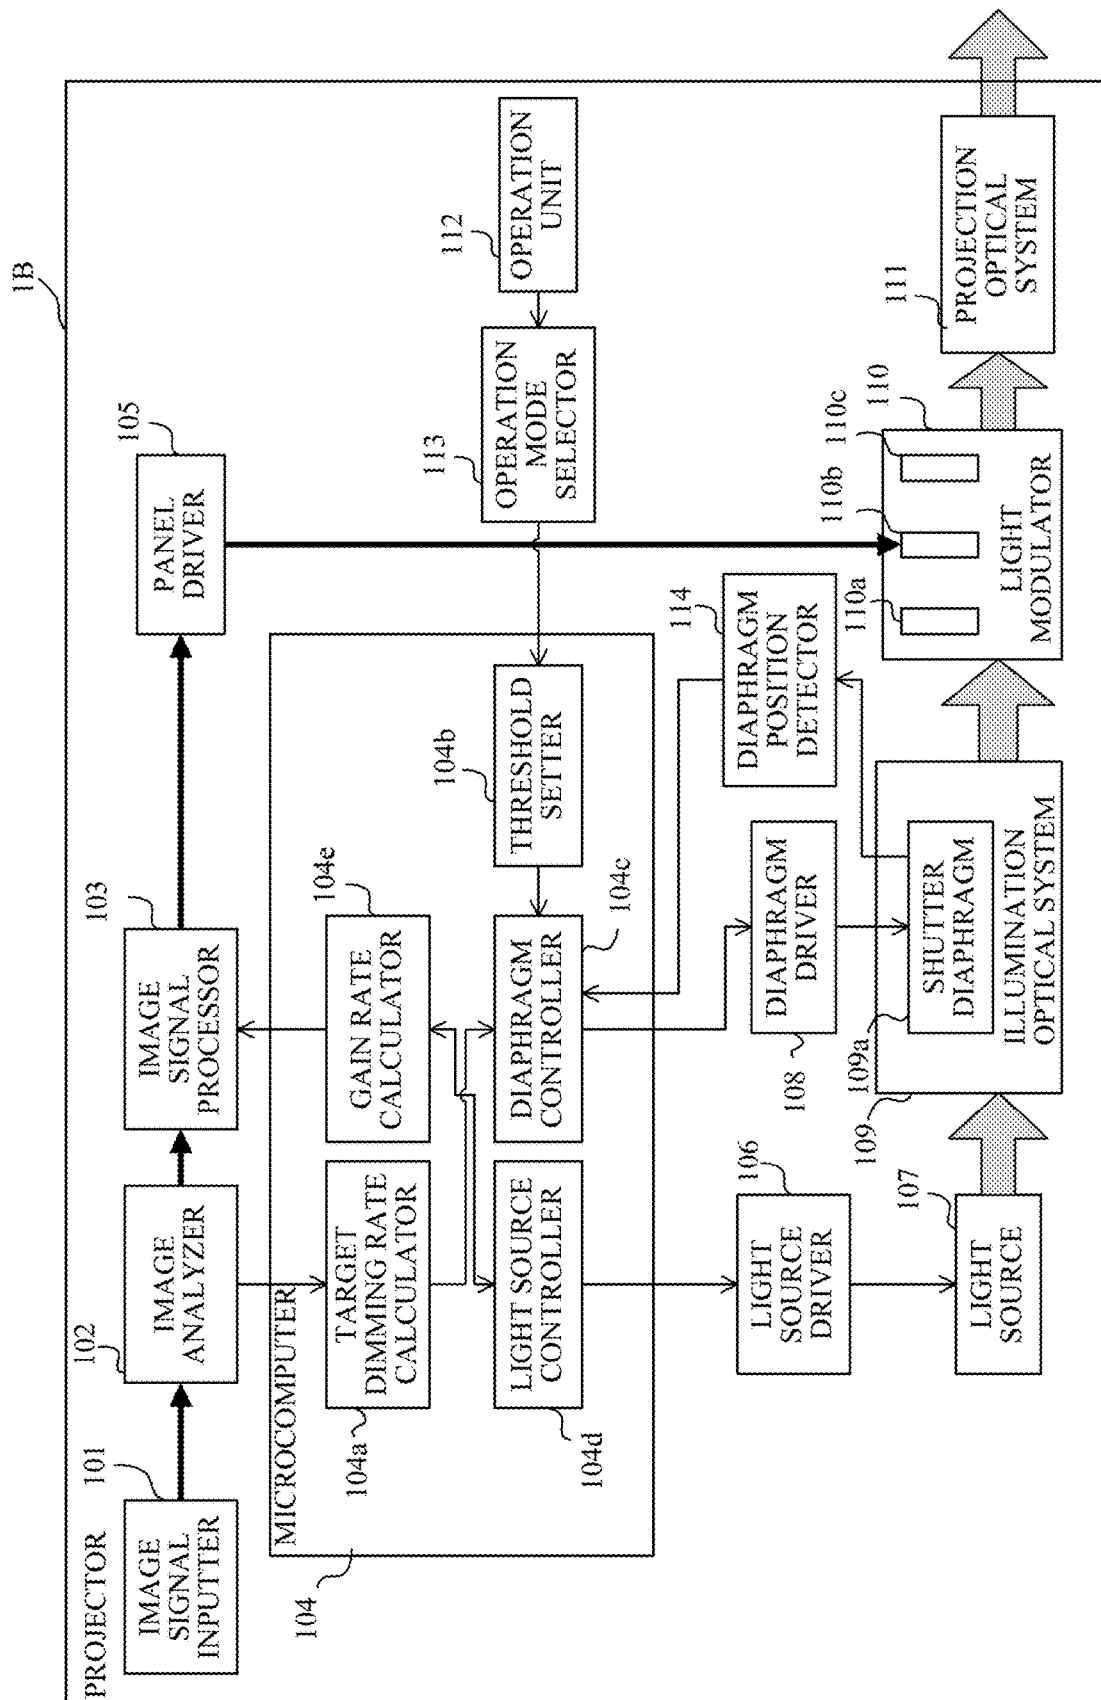 1B
PROJECTOR
101
IMAGE
SIGNAL
INPUTTER
102
IMAGE
ANALYZER
103
IMAGE
SIGNAL
PROCESSOR
105
PANEL
DRIVER
104
MICROCOMPUTER
104a
TARGET
DIMMING RATE
CALCULATOR
104e
GAIN RATE
CALCULATOR
104d
LIGHT SOURCE
CONTROLLER
104c
DIAPHRAGM
CONTROLLER
104b
THRESHOLD
SETTER
113
OPERATION
MODE
SELECTOR
112
OPERATION
UNIT
106
LIGHT
SOURCE
DRIVER
108
DIAPHRAGM
DRIVER
114
DIAPHRAGM
POSITION
DETECTOR
107
LIGHT
SOURCE
109
109a
SHUTTER
DIAPHRAGM
ILLUMINATION
OPTICAL SYSTEM
110a
110b
110c
110
LIGHT
MODULATOR
111
PROJECTION
OPTICAL
SYSTEM